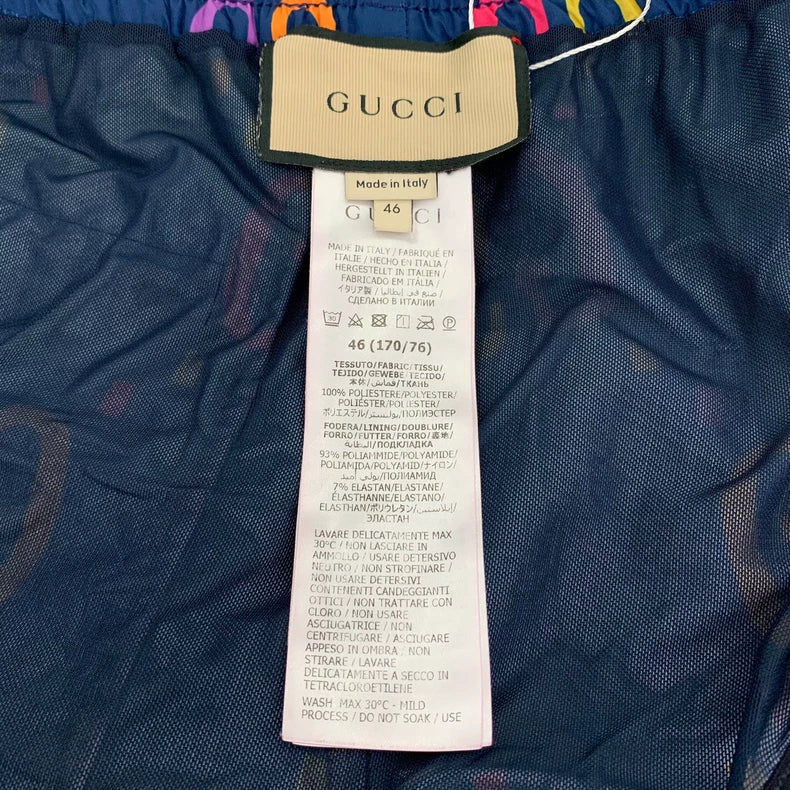 GUCCI
Made in Italy
46
GUCCI
MADE IN ITALY / FABRIQUÉ EN
ITALIE / HECHO EN ITALIA /
HERGESTELLT IN ITALIEN /
FABRICADO EM ITÁLIA /
イタリア製 / صنع في إيطاليا /
СДЕЛАНО В ИТАЛИИ
30
46 (170/76)
TESSUTO/FABRIC/TISSU/
TEJIDO/GEWEBE/TECIDO/
本体/قماش/ТКАНЬ
100% POLIESTERE/POLYESTER/
POLIÉSTER/POLYESTER/
ポリエステル/بوليستر/ПОЛИЭСТЕР
FODERA/LINING/DOUBLURE/
FORRO/FUTTER/FORRO/裏地/
البطانة/ПОДКЛАДКА
93% POLIAMMIDE/POLYAMIDE/
POLIAMIDA/POLYAMID/ナイロン/
بولي أميد/ПОЛИАМИД
7% ELASTAN/ELASTANE/
ÉLASTHANNE/ELASTANO/
ELASTHAN/ポリウレタン/إيلاستين/
ЭЛАСТАН
LAVARE DELICATAMENTE MAX
30°C / NON LASCIARE IN
AMMOLLO / USARE DETERSIVO
NEUTRO / NON STROFINARE /
NON USARE DETERSIVI
CONTENENTI CANDEGGIANTI
OTTICI / NON TRATTARE CON
CLORO / NON USARE
ASCIUGATRICE / NON
CENTRIFUGARE / ASCIUGARE
APPESO IN OMBRA / NON
STIRARE / LAVARE
DELICATAMENTE A SECCO IN
TETRACLOROETILENE
WASH MAX 30°C - MILD
PROCESS / DO NOT SOAK / USE